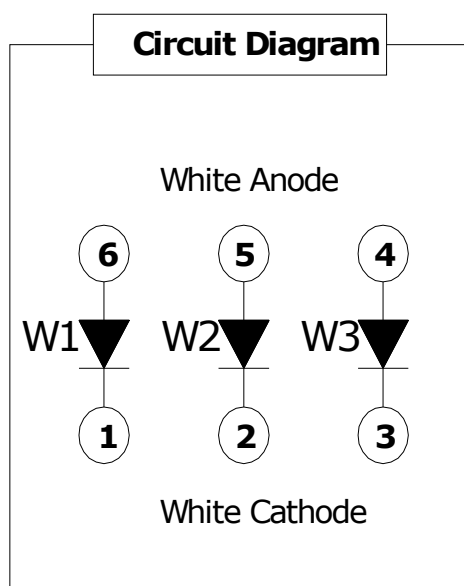 Circuit Diagram
White Anode
6 5 4
W1 W2 W3
1 2 3
White Cathode